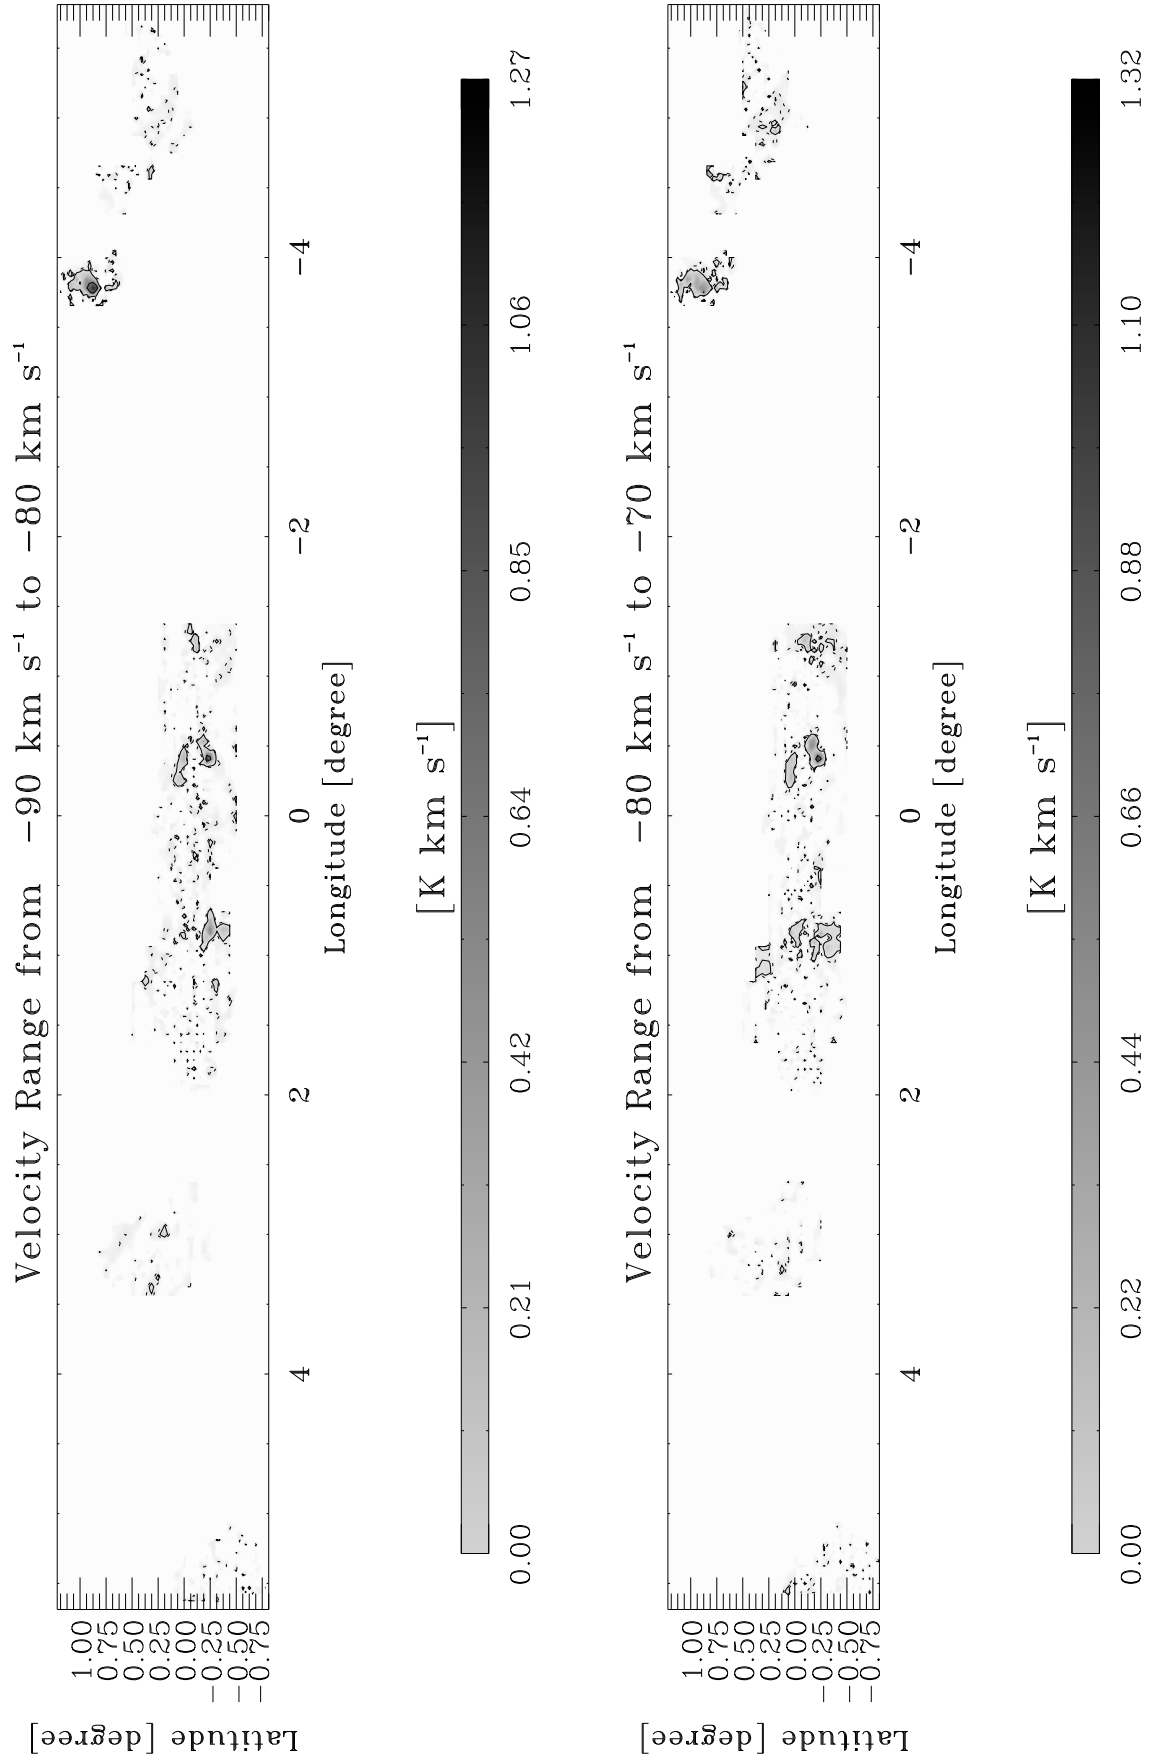 Velocity Range from −90 km s⁻¹ to −80 km s⁻¹
Latitude [degree]
1.00
0.75
0.50
0.25
0.00
−0.25
−0.50
−0.75
4 2 0 −2 −4
Longitude [degree]
[K km s⁻¹]
0.00 0.21 0.42 0.64 0.85 1.06 1.27
Velocity Range from −80 km s⁻¹ to −70 km s⁻¹
Latitude [degree]
1.00
0.75
0.50
0.25
0.00
−0.25
−0.50
−0.75
4 2 0 −2 −4
Longitude [degree]
[K km s⁻¹]
0.00 0.22 0.44 0.66 0.88 1.10 1.32